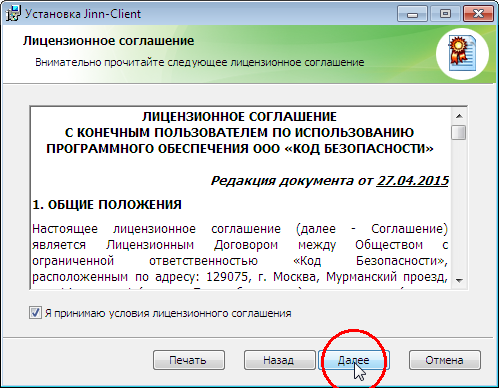 Установка Jinn-Client
Лицензионное соглашение
Внимательно прочитайте следующее лицензионное соглашение
ЛИЦЕНЗИОННОЕ СОГЛАШЕНИЕ
С КОНЕЧНЫМ ПОЛЬЗОВАТЕЛЕМ ПО ИСПОЛЬЗОВАНИЮ
ПРОГРАММНОГО ОБЕСПЕЧЕНИЯ ООО «КОД БЕЗОПАСНОСТИ»
Редакция документа от 27.04.2015
1. ОБЩИЕ ПОЛОЖЕНИЯ
Настоящее лицензионное соглашение (далее - Соглашение)
является Лицензионным Договором между Обществом с
ограниченной ответственностью «Код Безопасности»,
расположенным по адресу: 129075, г. Москва, Мурманский проезд,
Я принимаю условия лицензионного соглашения
Печать Назад Далее Отмена